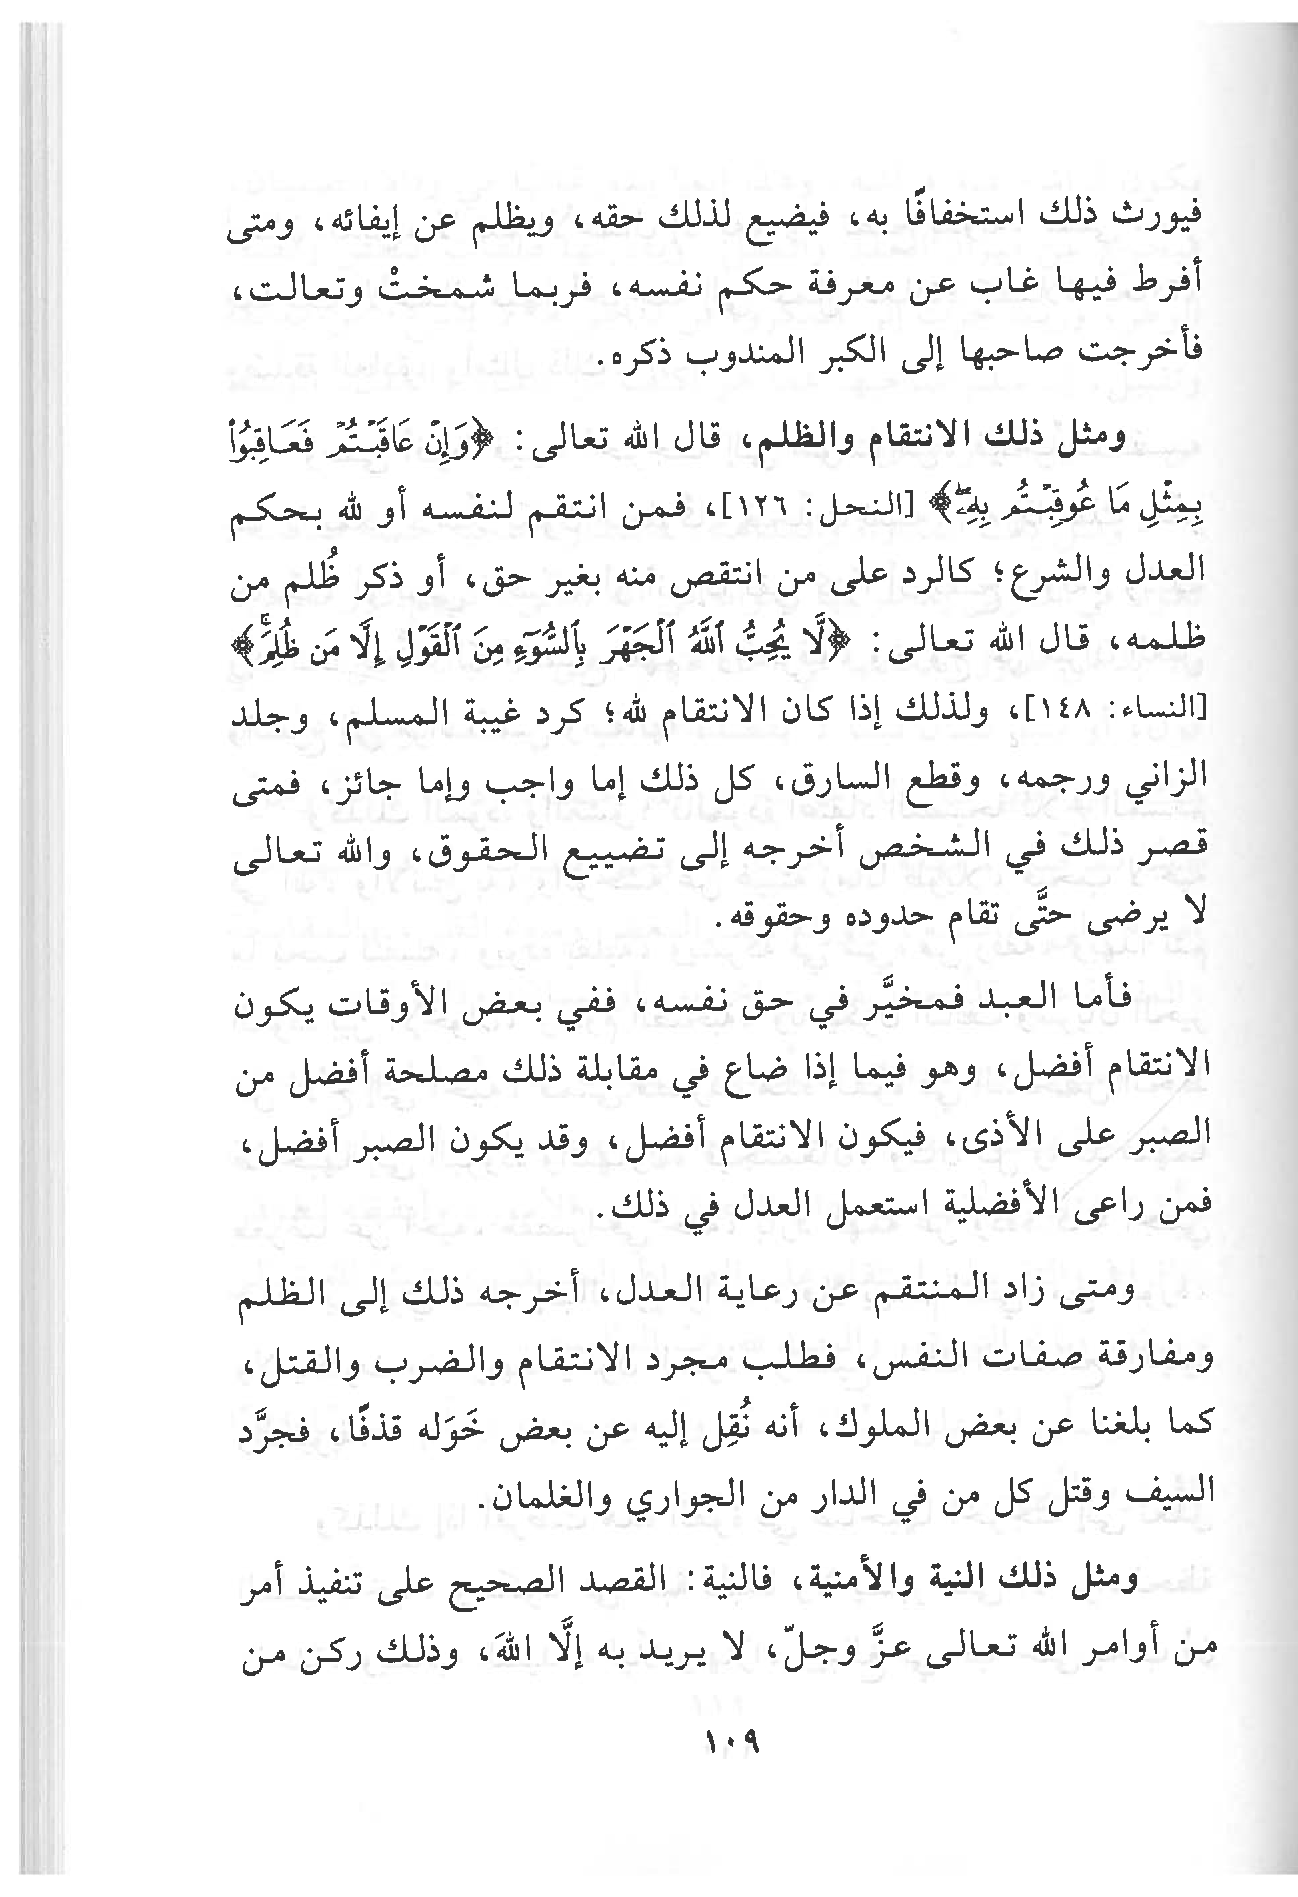 فيورث ذلك استخفافًا به، فيضيع لذلك حقه، ويظلم عن إيفائه، ومتى
أفرط فيها غاب عن معرفة حكم نفسه، فربما شمختْ وتعالت،
فأخرجت صاحبها إلى الكبر المندوب ذكره.
ومثل ذلك الانتقام والظلم، قال الله تعالى: ﴿وَإِنْ عَاقَبْتُمْ فَعَاقِبُوا۟
بِمِثْلِ مَا عُوقِبْتُم بِهِۦۖ﴾ [النحل: ١٢٦]، فمن انتقم لنفسه أو لله بحكم
العدل والشرع؛ كالرد على من انتقص منه بغير حق، أو ذكر ظُلم من
ظلمه، قال الله تعالى: ﴿لَّا يُحِبُّ ٱللَّهُ ٱلْجَهْرَ بِٱلسُّوٓءِ مِنَ ٱلْقَوْلِ إِلَّا مَن ظُلِمَۚ﴾
[النساء: ١٤٨]، ولذلك إذا كان الانتقام لله؛ كرد غيبة المسلم، وجلد
الزاني ورجمه، وقطع السارق، كل ذلك إما واجب وإما جائز، فمتى
قصر ذلك في الشخص أخرجه إلى تضييع الحقوق، والله تعالى
لا يرضى حتَّى تقام حدوده وحقوقه.
فأما العبد فمخيَّر في حق نفسه، ففي بعض الأوقات يكون
الانتقام أفضل، وهو فيما إذا ضاع في مقابلة ذلك مصلحة أفضل من
الصبر على الأذى، فيكون الانتقام أفضل، وقد يكون الصبر أفضل،
فمن راعى الأفضلية استعمل العدل في ذلك.
ومتى زاد المنتقم عن رعاية العدل، أخرجه ذلك إلى الظلم
ومفارقة صفات النفس، فطلب مجرد الانتقام والضرب والقتل،
كما بلغنا عن بعض الملوك، أنه نُقِل إليه عن بعض خَوَله قذفًا، فجرَّد
السيف وقتل كل من في الدار من الجواري والغلمان.
ومثل ذلك النية والأمنية، فالنية: القصد الصحيح على تنفيذ أمر
من أوامر الله تعالى عزَّ وجلّ، لا يريد به إلَّا اللهَ، وذلك ركن من
١٠٩